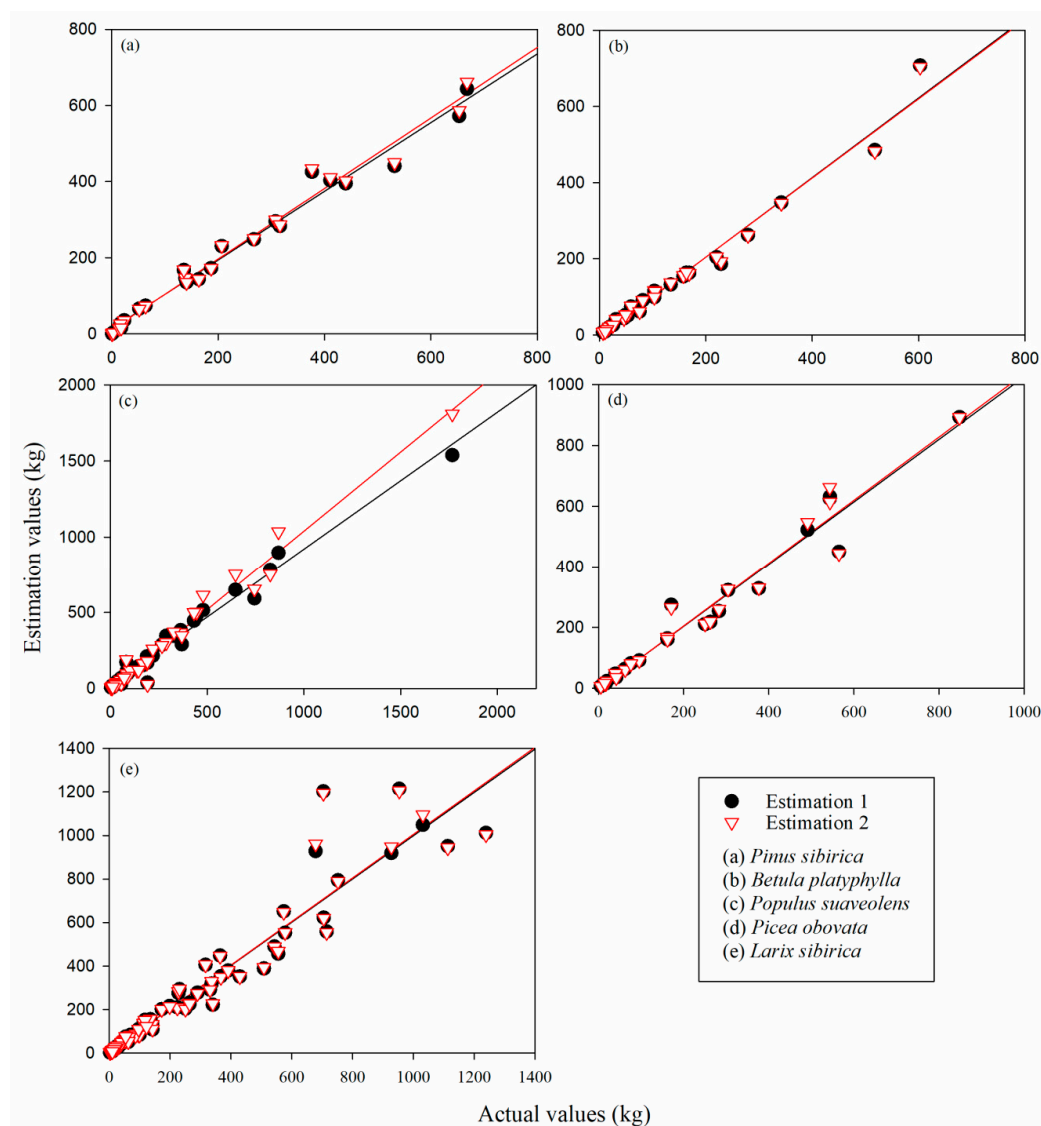 (a)
800
600
400
200
0
0 200 400 600 800
(b)
800
600
400
200
0
0 200 400 600 800
Estimation values (kg)
(c)
2000
1500
1000
500
0
0 500 1000 1500 2000
(d)
1000
800
600
400
200
0
0 200 400 600 800 1000
(e)
1400
1200
1000
800
600
400
200
0
0 200 400 600 800 1000 1200 1400
Estimation 1
Estimation 2
(a) Pinus sibirica
(b) Betula platyphylla
(c) Populus suaveolens
(d) Picea obovata
(e) Larix sibirica
Actual values (kg)